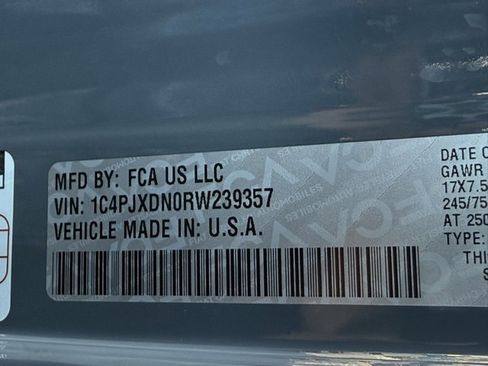 MFD BY: FCA US LLC
VIN: 1C4PJXDN0RW239357
VEHICLE MADE IN: U.S.A.
DATE O
GAWR
17X7.5
245/75
AT 250
TYPE:
THI
S